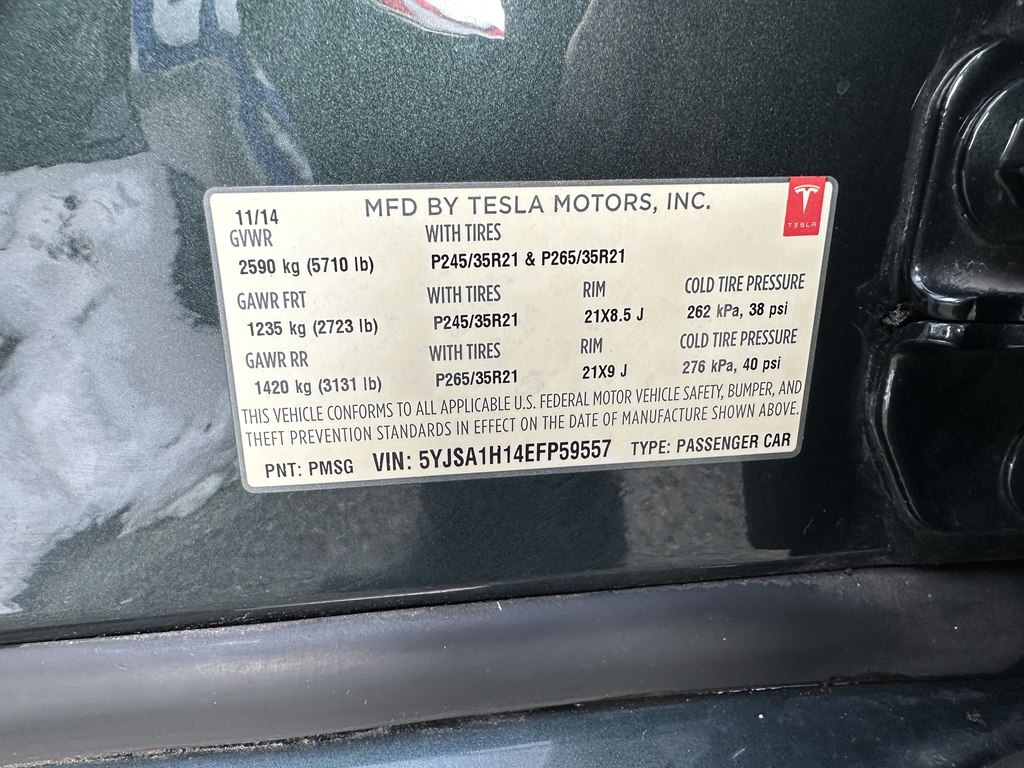 11/14 MFD BY TESLA MOTORS, INC. TESLA
GVWR WITH TIRES
2590 kg (5710 lb) P245/35R21 & P265/35R21
GAWR FRT WITH TIRES RIM COLD TIRE PRESSURE
1235 kg (2723 lb) P245/35R21 21X8.5 J 262 kPa, 38 psi
GAWR RR WITH TIRES RIM COLD TIRE PRESSURE
1420 kg (3131 lb) P265/35R21 21X9 J 276 kPa, 40 psi
THIS VEHICLE CONFORMS TO ALL APPLICABLE U.S. FEDERAL MOTOR VEHICLE SAFETY, BUMPER, AND
THEFT PREVENTION STANDARDS IN EFFECT ON THE DATE OF MANUFACTURE SHOWN ABOVE.
PNT: PMSG VIN: 5YJSA1H14EFP59557 TYPE: PASSENGER CAR